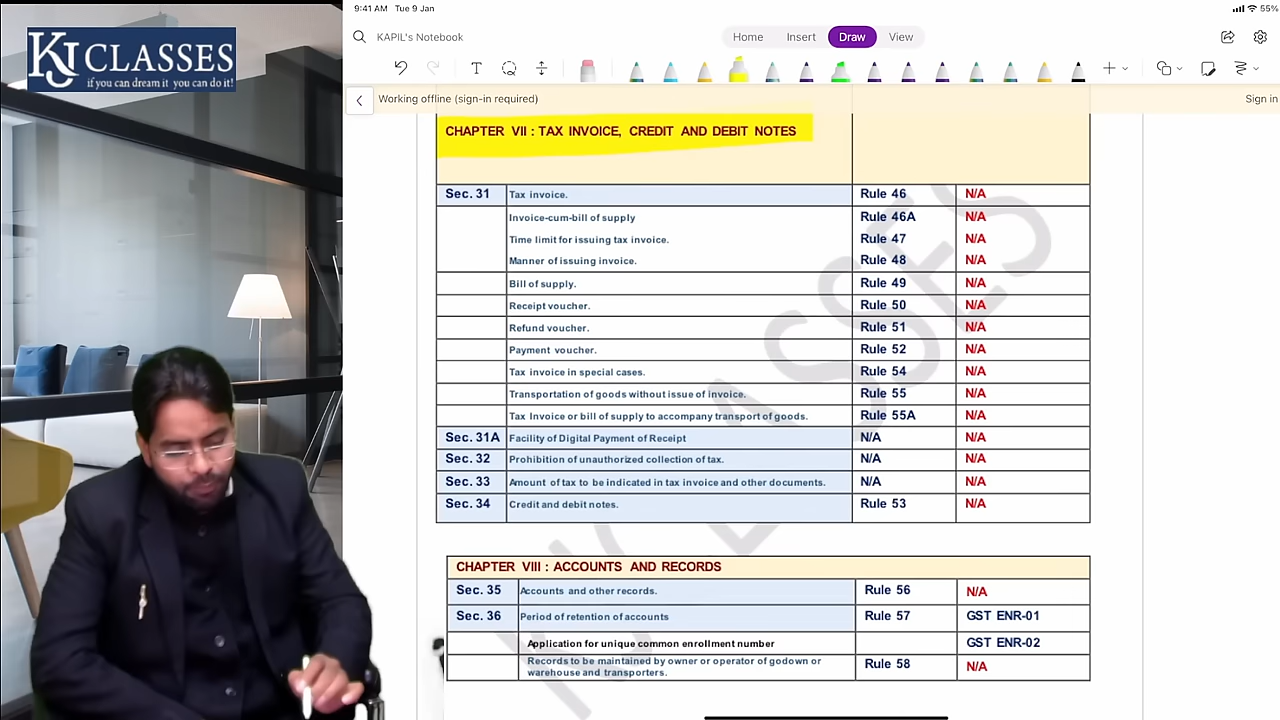 KJ CLASSES
if you can dream it you can do it!
9:41 AM Tue 9 Jan
55%
KAPIL's Notebook
Home Insert Draw View
Working offline (sign-in required)
Sign in
CHAPTER VII : TAX INVOICE, CREDIT AND DEBIT NOTES
Sec. 31 Tax invoice. Rule 46 N/A
Invoice-cum-bill of supply Rule 46A N/A
Time limit for issuing tax invoice. Rule 47 N/A
Manner of issuing invoice. Rule 48 N/A
Bill of supply. Rule 49 N/A
Receipt voucher. Rule 50 N/A
Refund voucher. Rule 51 N/A
Payment voucher. Rule 52 N/A
Tax invoice in special cases. Rule 54 N/A
Transportation of goods without issue of invoice. Rule 55 N/A
Tax Invoice or bill of supply to accompany transport of goods. Rule 55A N/A
Sec. 31A Facility of Digital Payment of Receipt N/A N/A
Sec. 32 Prohibition of unauthorized collection of tax. N/A N/A
Sec. 33 Amount of tax to be indicated in tax invoice and other documents. N/A N/A
Sec. 34 Credit and debit notes. Rule 53 N/A
CHAPTER VIII : ACCOUNTS AND RECORDS
Sec. 35 Accounts and other records. Rule 56 N/A
Sec. 36 Period of retention of accounts Rule 57 GST ENR-01
Application for unique common enrollment number GST ENR-02
Records to be maintained by owner or operator of godown or
warehouse and transporters. Rule 58 N/A